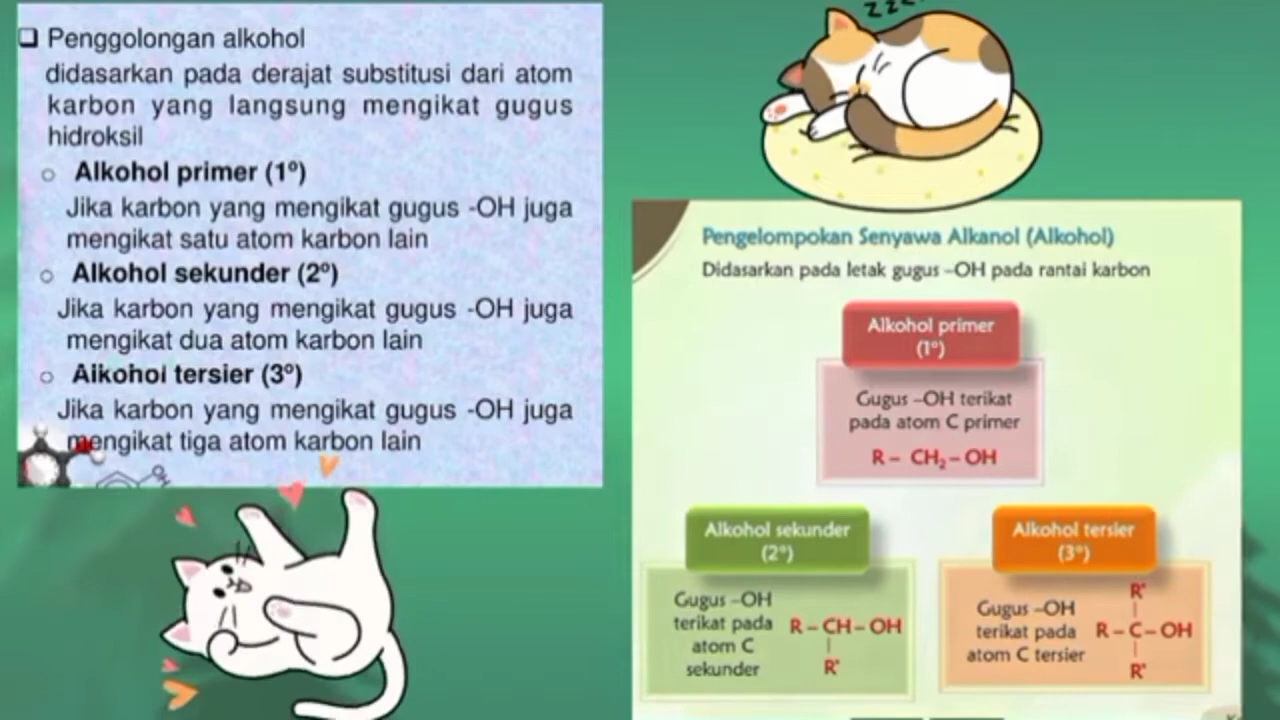 Penggolongan alkohol
didasarkan pada derajat substitusi dari atom
karbon yang langsung mengikat gugus
hidroksil
Alkohol primer (1º)
Jika karbon yang mengikat gugus -OH juga
mengikat satu atom karbon lain
Alkohol sekunder (2º)
Jika karbon yang mengikat gugus -OH juga
mengikat dua atom karbon lain
Alkohol tersier (3º)
Jika karbon yang mengikat gugus -OH juga
mengikat tiga atom karbon lain
OH
zzzz
Pengelompokan Senyawa Alkanol (Alkohol)
Didasarkan pada letak gugus –OH pada rantai karbon
Alkohol primer
(1°)
Gugus –OH terikat
pada atom C primer
R – CH₂ – OH
Alkohol sekunder
(2°)
Gugus –OH
terikat pada
atom C
sekunder
R – CH – OH
|
R'
Alkohol tersier
(3°)
Gugus –OH
terikat pada
atom C tersier
R'
|
R – C – OH
|
R'